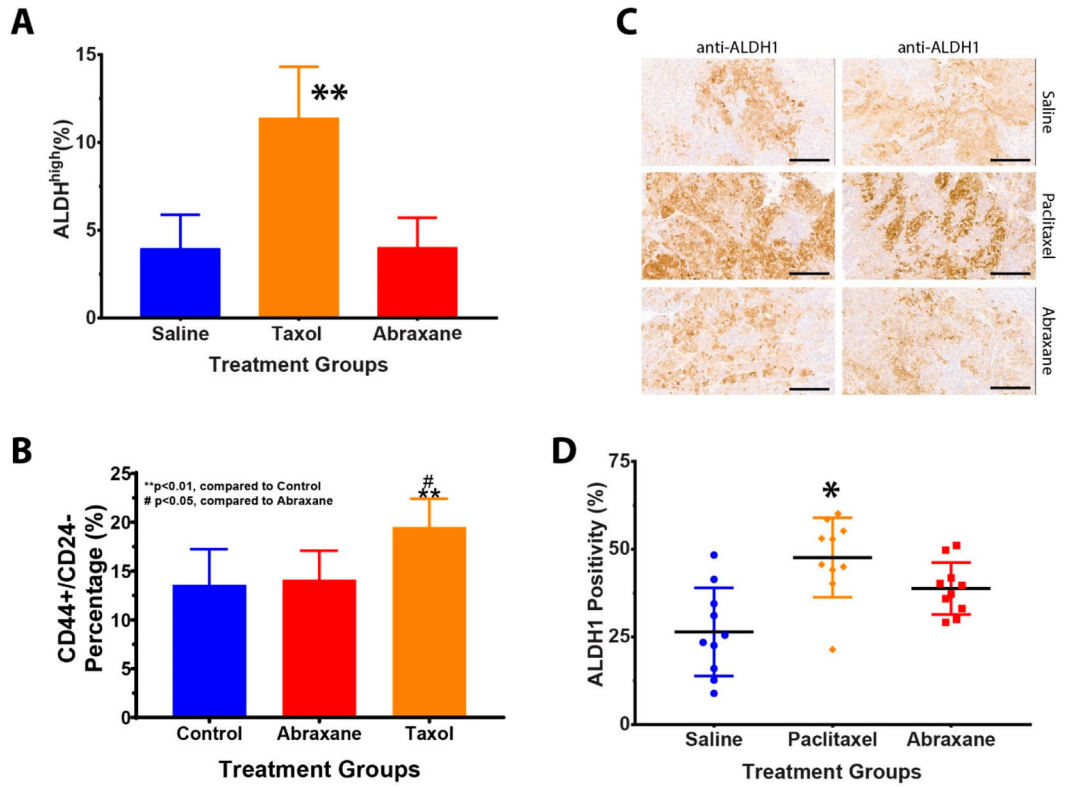 A
15
10
5
0
ALDHhigh(%)
**
Saline Taxol Abraxane
Treatment Groups
B
25
20
15
10
5
0
CD44+/CD24-
Percentage (%)
**p<0.01, compared to Control
# p<0.05, compared to Abraxane
#
**
Control Abraxane Taxol
Treatment Groups
C
anti-ALDH1 anti-ALDH1
Saline
Paclitaxel
Abraxane
D
75
50
25
0
ALDH1 Positivity (%)
*
Saline Paclitaxel Abraxane
Treatment Groups